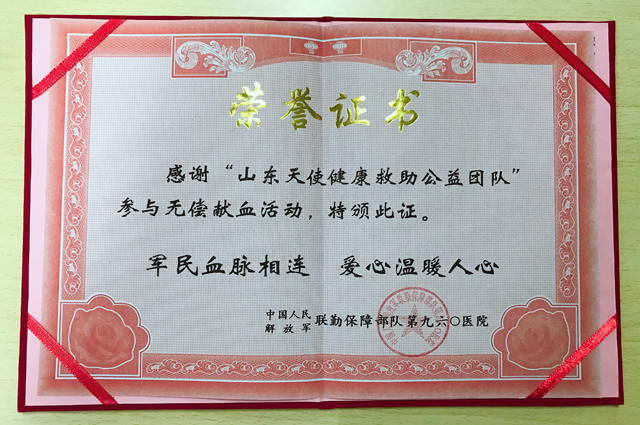 荣誉证书
感谢“山东天使健康救助公益团队”
参与无偿献血活动，特颁此证。
军民血脉相连 爱心温暖人心
中国人民
解放军
联勤保障部队第九六〇医院